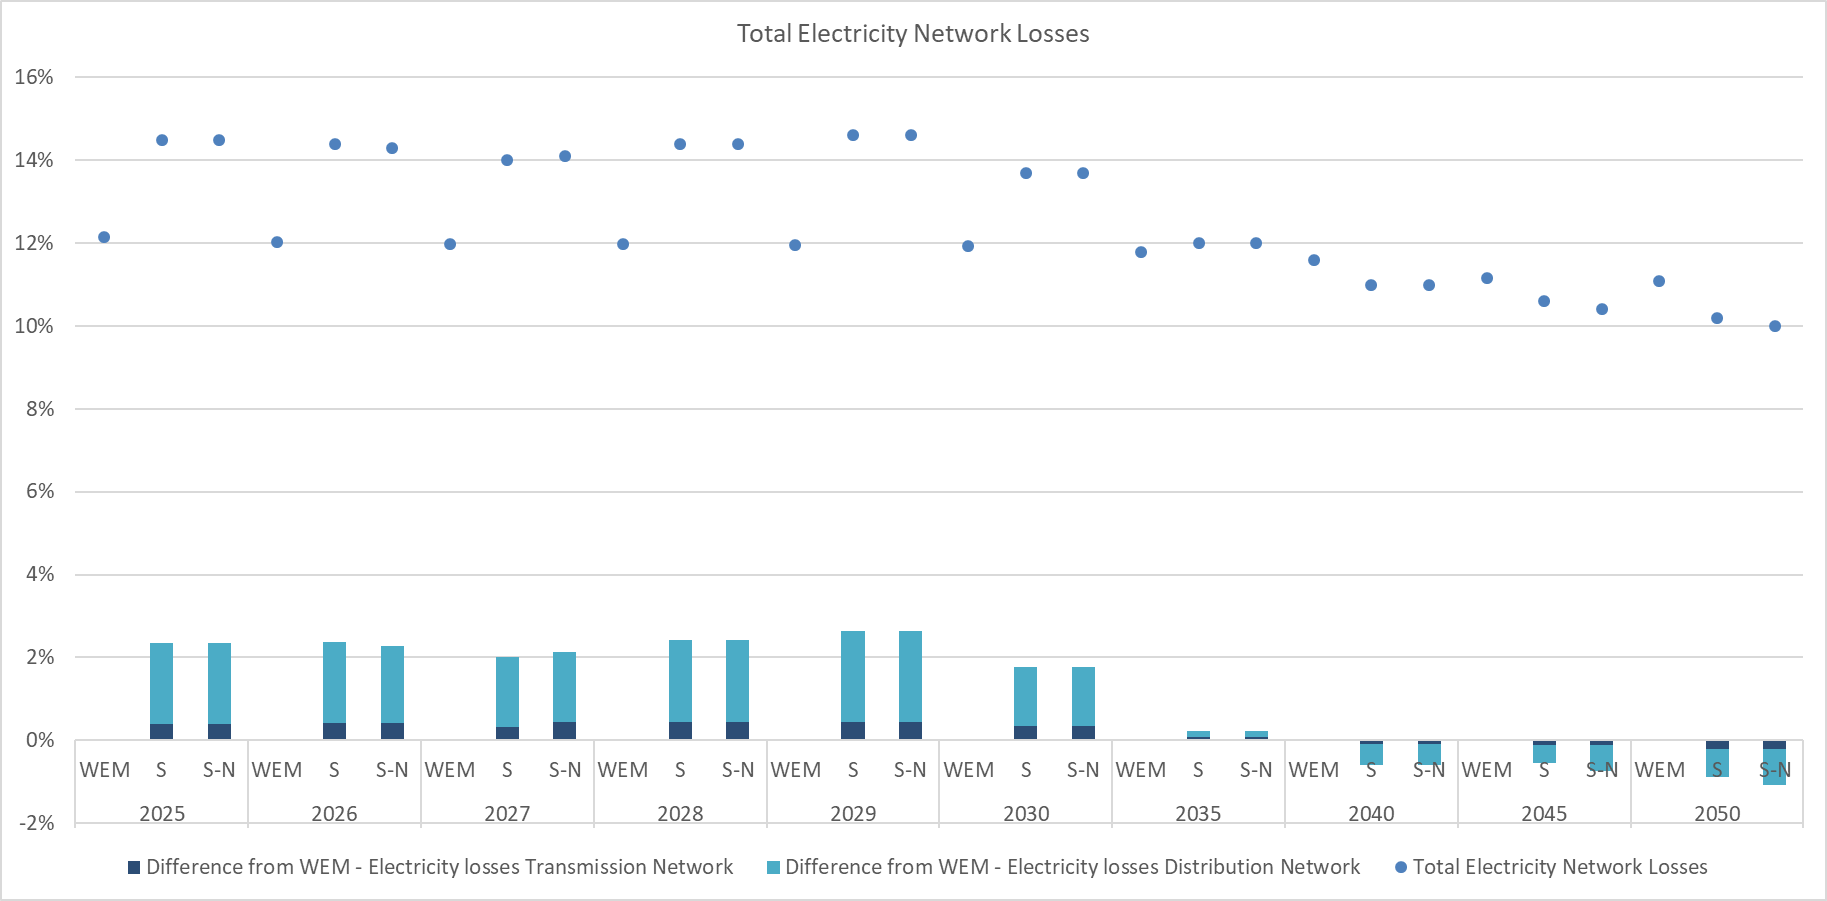 Total Electricity Network Losses
16%
14%
12%
10%
8%
6%
4%
2%
0%
-2%
WEM S S-N WEM S S-N WEM S S-N WEM S S-N WEM S S-N WEM S S-N WEM S S-N WEM S S-N WEM S S-N WEM S S-N
2025 2026 2027 2028 2029 2030 2035 2040 2045 2050
Difference from WEM - Electricity losses Transmission Network Difference from WEM - Electricity losses Distribution Network Total Electricity Network Losses